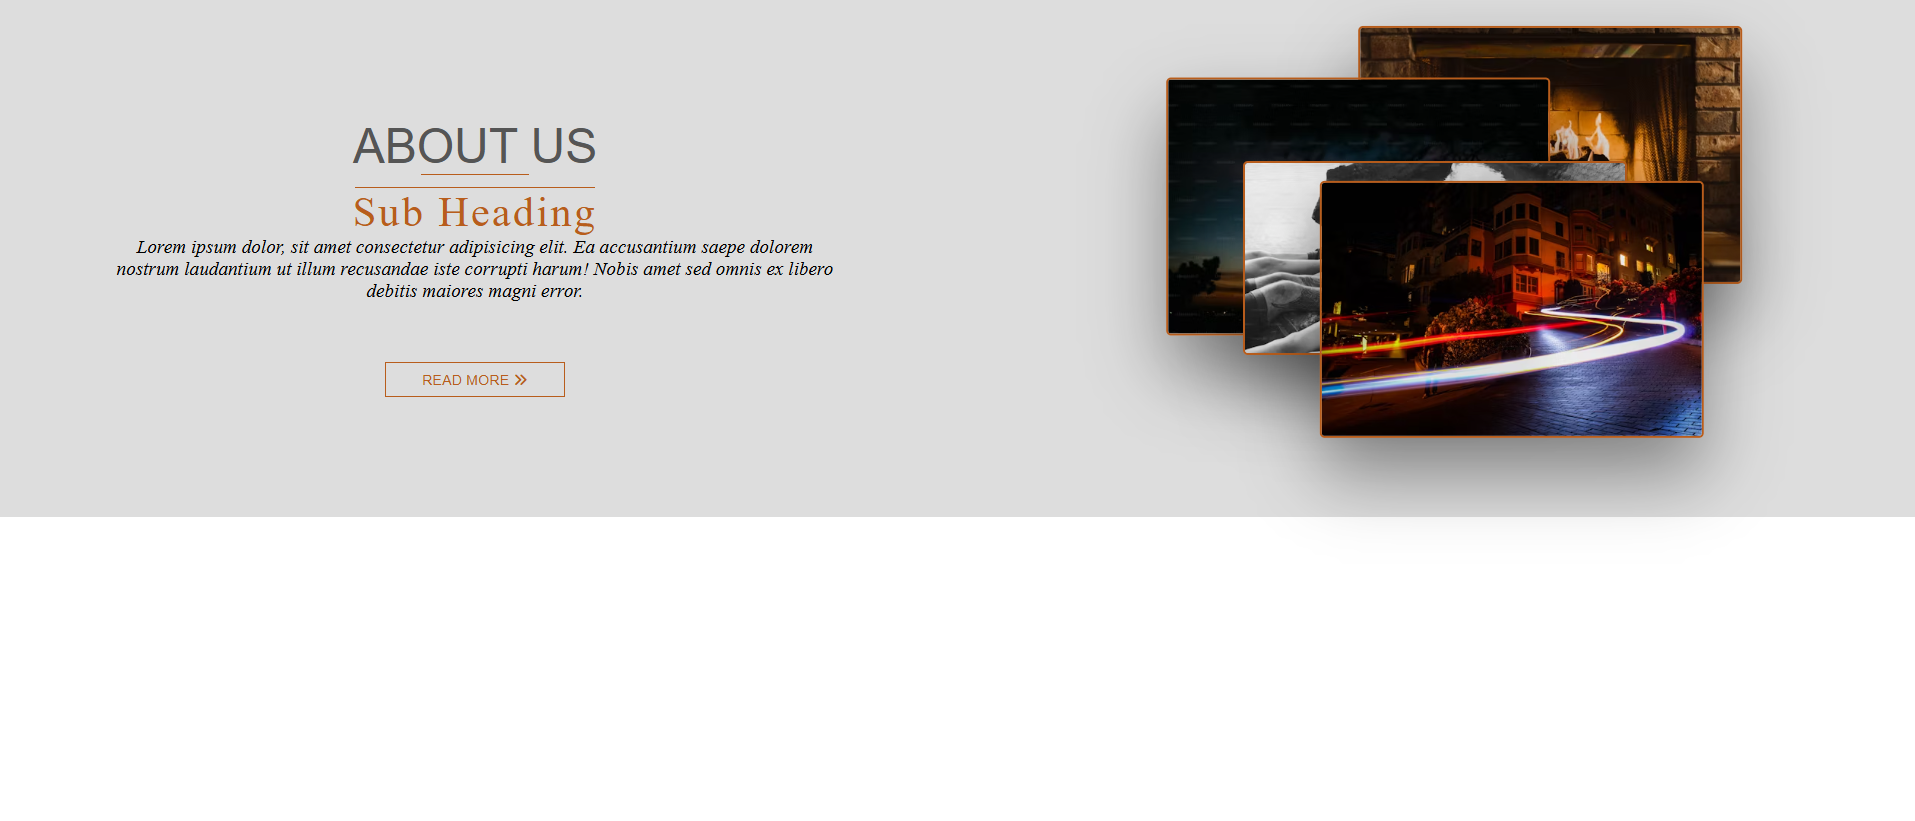 ABOUT US
Sub Heading
Lorem ipsum dolor, sit amet consectetur adipisicing elit. Ea accusantium saepe dolorem
nostrum laudantium ut illum recusandae iste corrupti harum! Nobis amet sed omnis ex libero
debitis maiores magni error.
READ MORE »